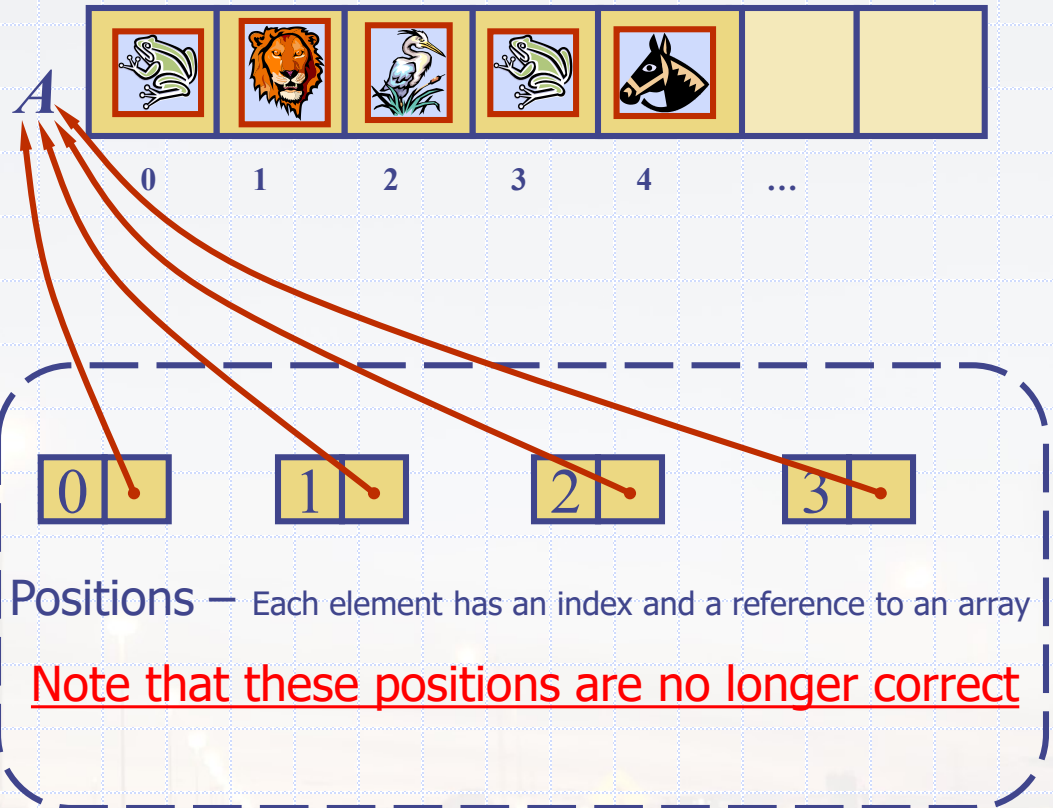 A
0 1 2 3 4 …
0 1 2 3
Positions – Each element has an index and a reference to an array
Note that these positions are no longer correct